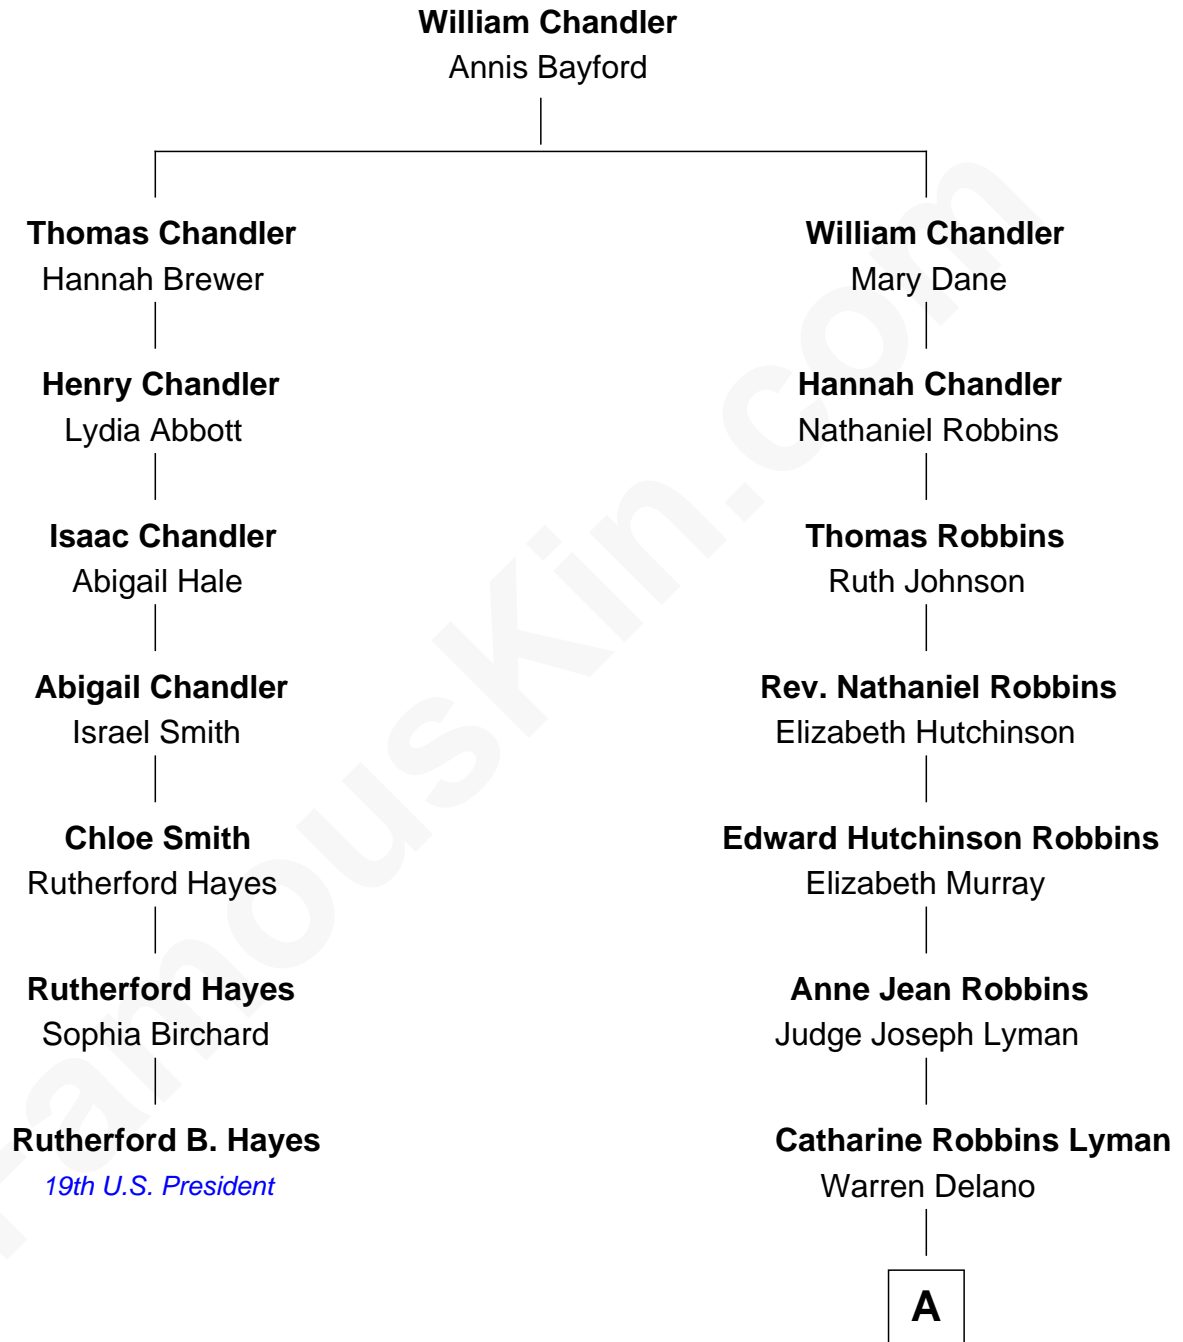 William Chandler
Annis Bayford
Thomas Chandler
Hannah Brewer
William Chandler
Mary Dane
Henry Chandler
Lydia Abbott
Hannah Chandler
Nathaniel Robbins
Isaac Chandler
Abigail Hale
Thomas Robbins
Ruth Johnson
Abigail Chandler
Israel Smith
Rev. Nathaniel Robbins
Elizabeth Hutchinson
Chloe Smith
Rutherford Hayes
Edward Hutchinson Robbins
Elizabeth Murray
Rutherford Hayes
Sophia Birchard
Anne Jean Robbins
Judge Joseph Lyman
Rutherford B. Hayes
19th U.S. President
Catharine Robbins Lyman
Warren Delano
A
FamousKin.com